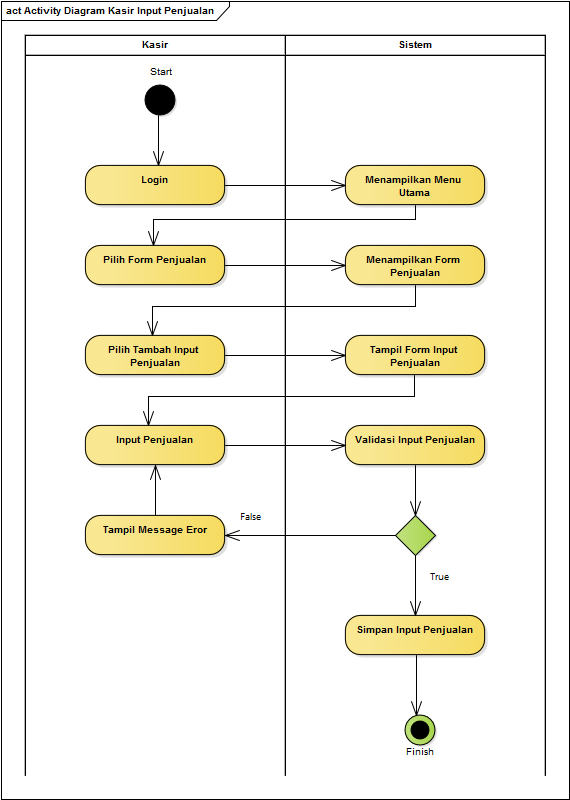 act Activity Diagram Kasir Input Penjualan
Kasir
Sistem
Start
Login
Menampilkan Menu
Utama
Pilih Form Penjualan
Menampilkan Form
Penjualan
Pilih Tambah Input
Penjualan
Tampil Form Input
Penjualan
Input Penjualan
Validasi Input Penjualan
False
Tampil Message Eror
True
Simpan Input Penjualan
Finish